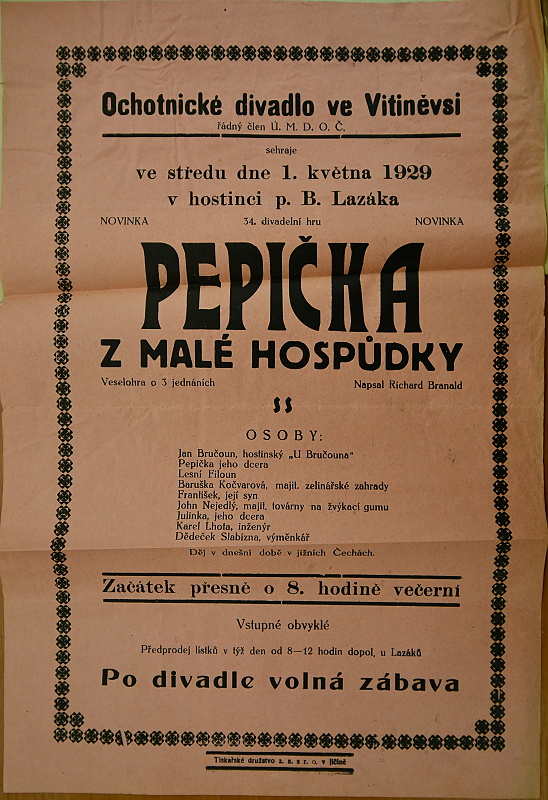 Ochotnické divadlo ve Vitiněvsi
řádný člen Ú. M. D. O. Č.
sehraje
ve středu dne 1. května 1929
v hostinci p. B. Lazáka
NOVINKA 34. divadelní hru NOVINKA
PEPIČKA
Z MALÉ HOSPŮDKY
Veselohra o 3 jednáních Napsal Richard Branald
OSOBY:
Jan Bručoun, hostinský „U Bručouna"
Pepička jeho dcera
Lesní Filoun
Baruška Kočvarová, majit. zelinářské zahrady
František, její syn
John Nejedlý, majit. továrny na žvýkací gumu
Julinka, jeho dcera
Karel Lhota, inženýr
Dědeček Slabizna, výměnkář
Děj v dnešní době v jižních Čechách.
Začátek přesně o 8. hodině večerní
Vstupné obvyklé
Předprodej lístků v týž den od 8—12 hodin dopol. u Lazáků
Po divadle volná zábava
Tiskařské družstvo z. s. s r. o. v Jičíně